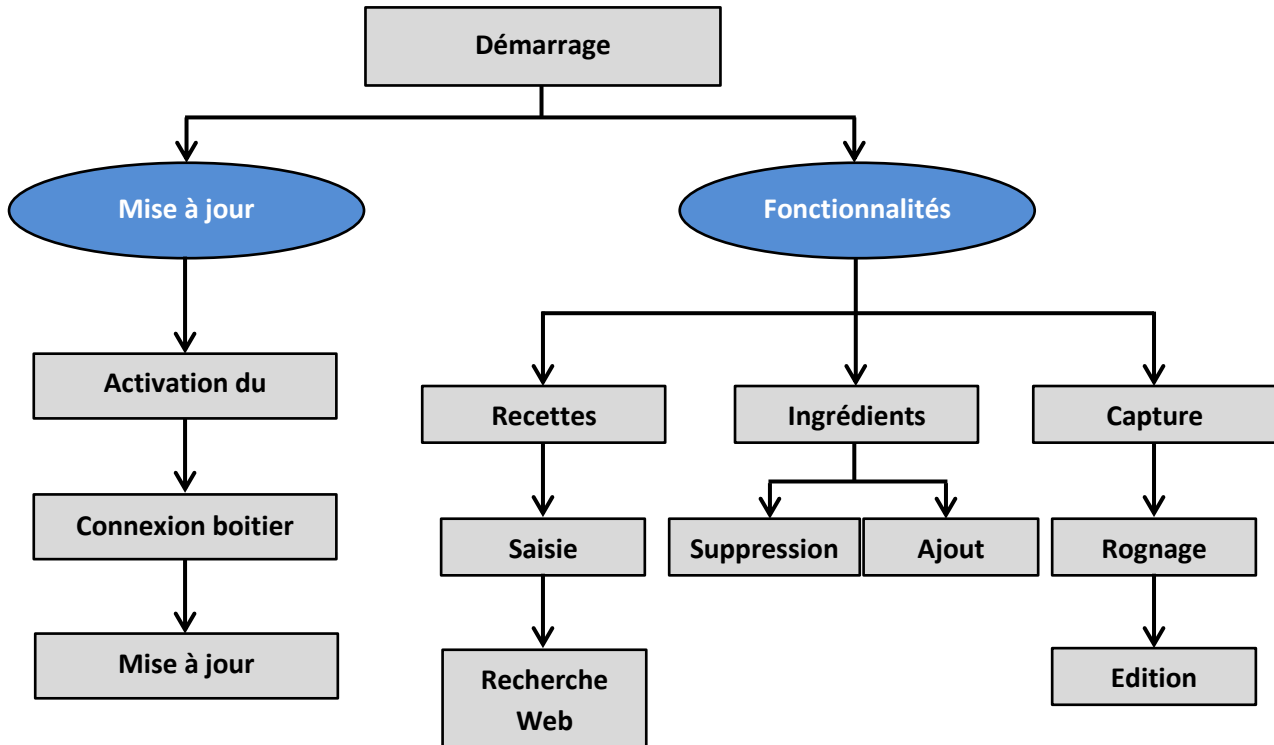 Démarrage
Mise à jour
Fonctionnalités
Activation du
Recettes
Ingrédients
Capture
Connexion boitier
Saisie
Suppression
Ajout
Rognage
Mise à jour
Recherche
Web
Edition